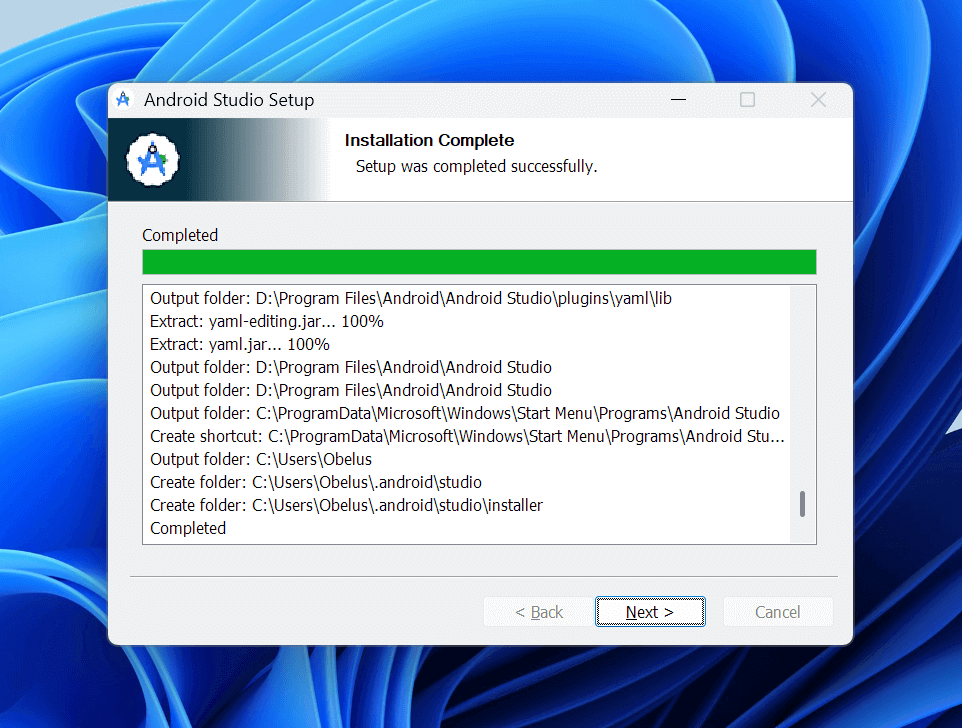 Android Studio Setup
Installation Complete
Setup was completed successfully.
Completed
Output folder: D:\Program Files\Android\Android Studio\plugins\yaml\lib
Extract: yaml-editing.jar... 100%
Extract: yaml.jar... 100%
Output folder: D:\Program Files\Android\Android Studio
Output folder: D:\Program Files\Android\Android Studio
Output folder: C:\ProgramData\Microsoft\Windows\Start Menu\Programs\Android Studio
Create shortcut: C:\ProgramData\Microsoft\Windows\Start Menu\Programs\Android Stu...
Output folder: C:\Users\Obelus
Create folder: C:\Users\Obelus\.android\studio
Create folder: C:\Users\Obelus\.android\studio\installer
Completed
< Back Next > Cancel